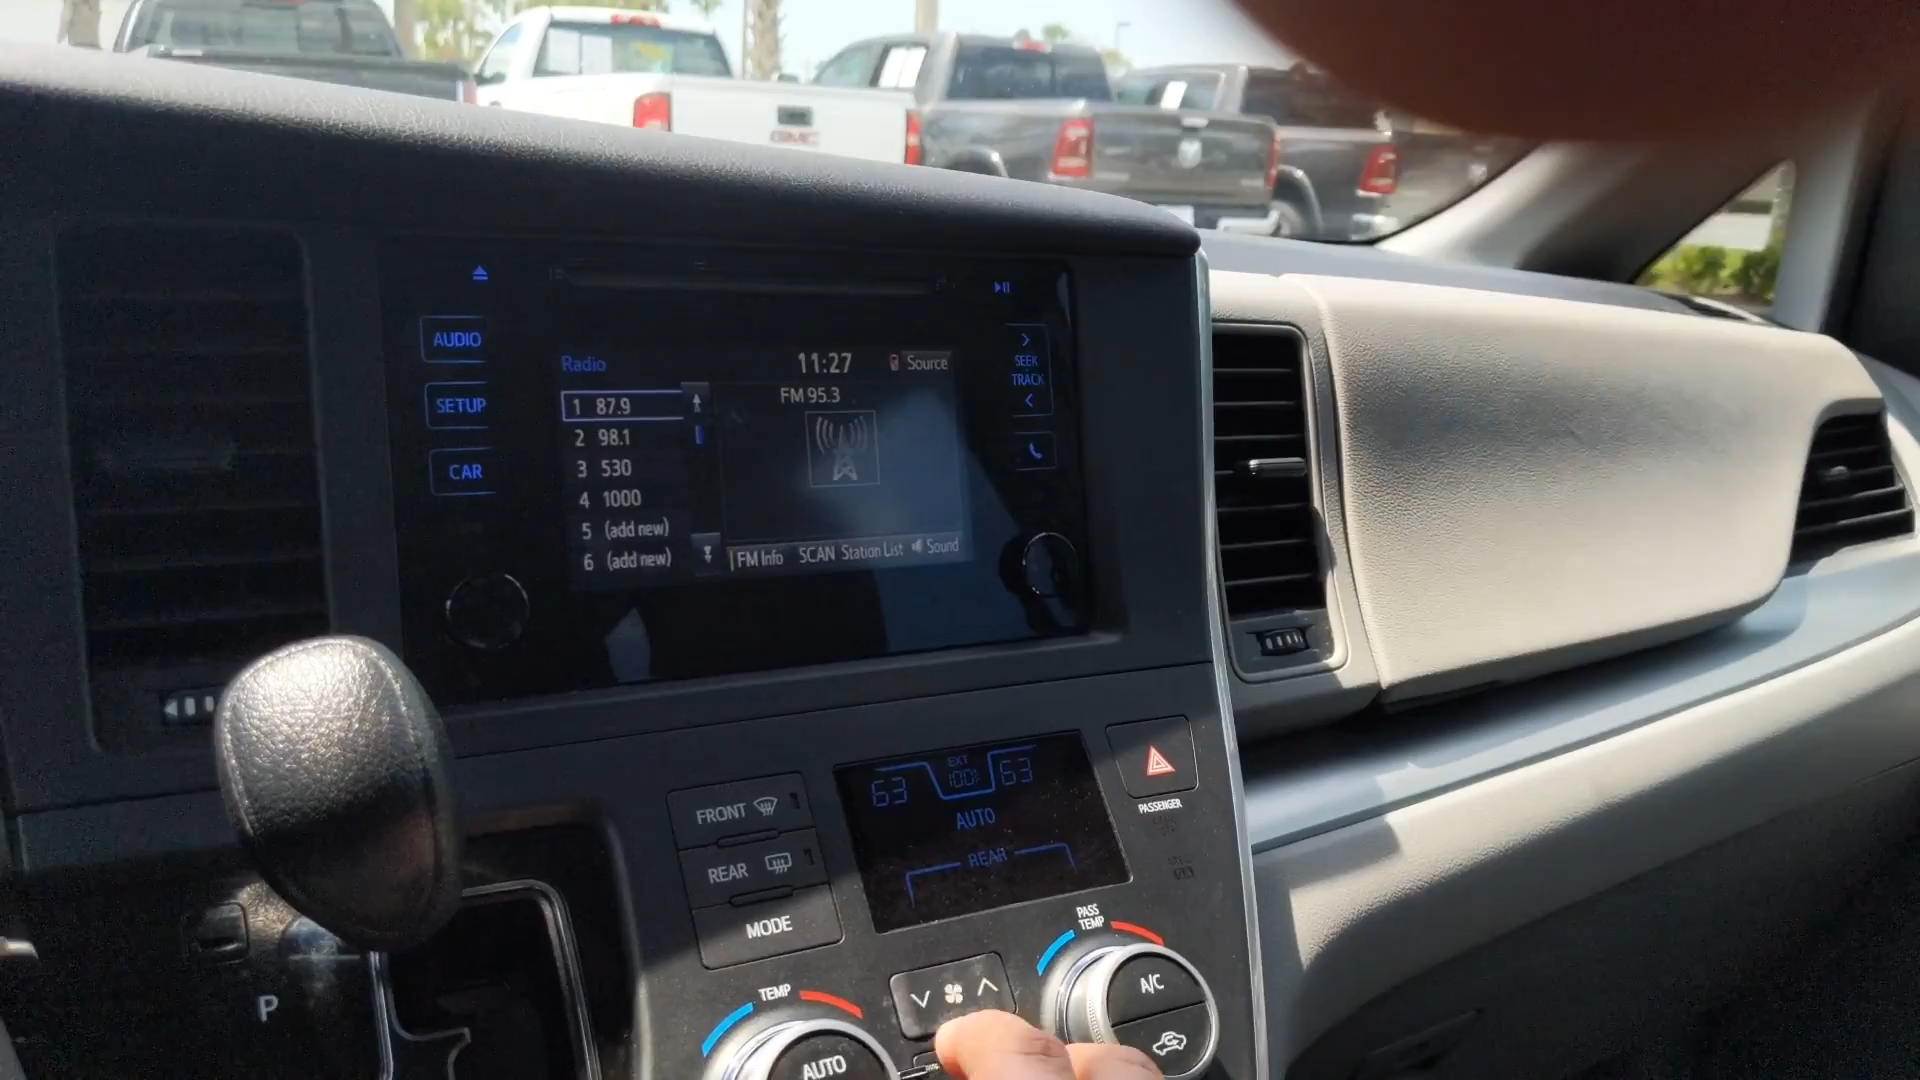 GMC
AUDIO
SETUP
CAR
Radio
11:27
Source
FM 95.3
1 87.9
2 98.1
3 530
4 1000
5 (add new)
6 (add new)
FM Info
SCAN
Station List
Sound
SEEK
TRACK
63
EXT
100°
63
AUTO
REAR
FRONT
REAR
MODE
PASSENGER
PASS
TEMP
A/C
TEMP
AUTO
P